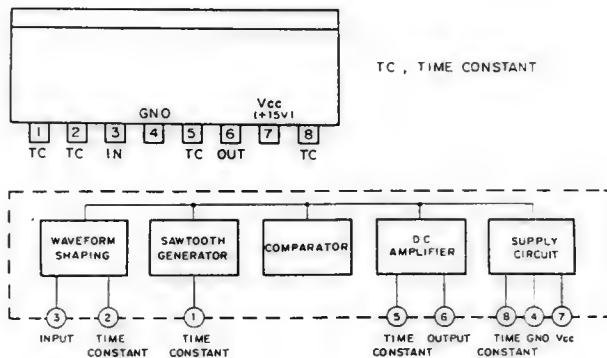 TC, TIME CONSTANT
GNO
Vcc
(+15V)
1 2 3 4 5 6 7 8
TC TC IN TC OUT TC
WAVEFORM
SHAPING
SAWTOOTH
GENERATOR
COMPARATOR
DC
AMPLIFIER
SUPPLY
CIRCUIT
3 2 1 5 6 8 4 7
INPUT TIME
CONSTANT
TIME
CONSTANT
TIME
CONSTANT
OUTPUT
TIME
CONSTANT
GNO Vcc